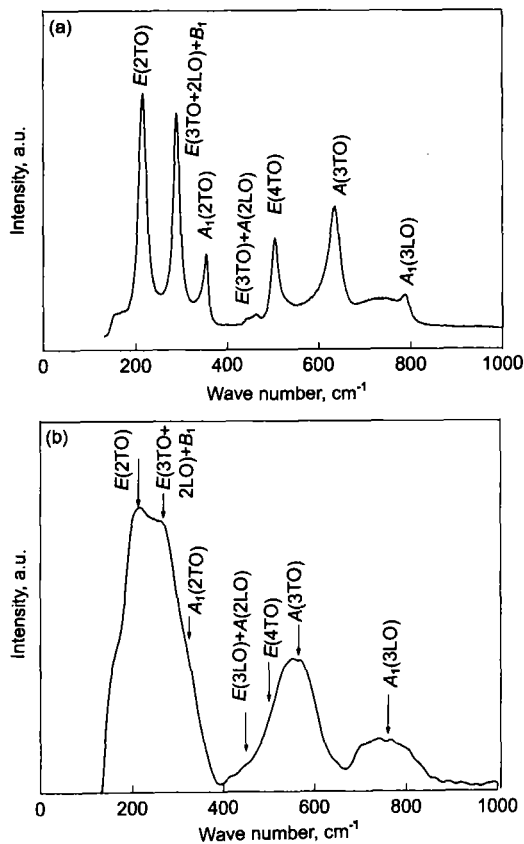 (a)
E(2TO)
E(3TO+2LO)+B₁
A₁(2TO)
E(3TO)+A(2LO)
E(4TO)
A(3TO)
A₁(3LO)
Intensity, a.u.
0 200 400 600 800 1000
Wave number, cm⁻¹
(b)
E(2TO)
E(3TO+
2LO)+B₁
A₁(2TO)
E(3LO)+A(2LO)
E(4TO)
A(3TO)
A₁(3LO)
Intensity, a.u.
0 200 400 600 800 1000
Wave number, cm⁻¹